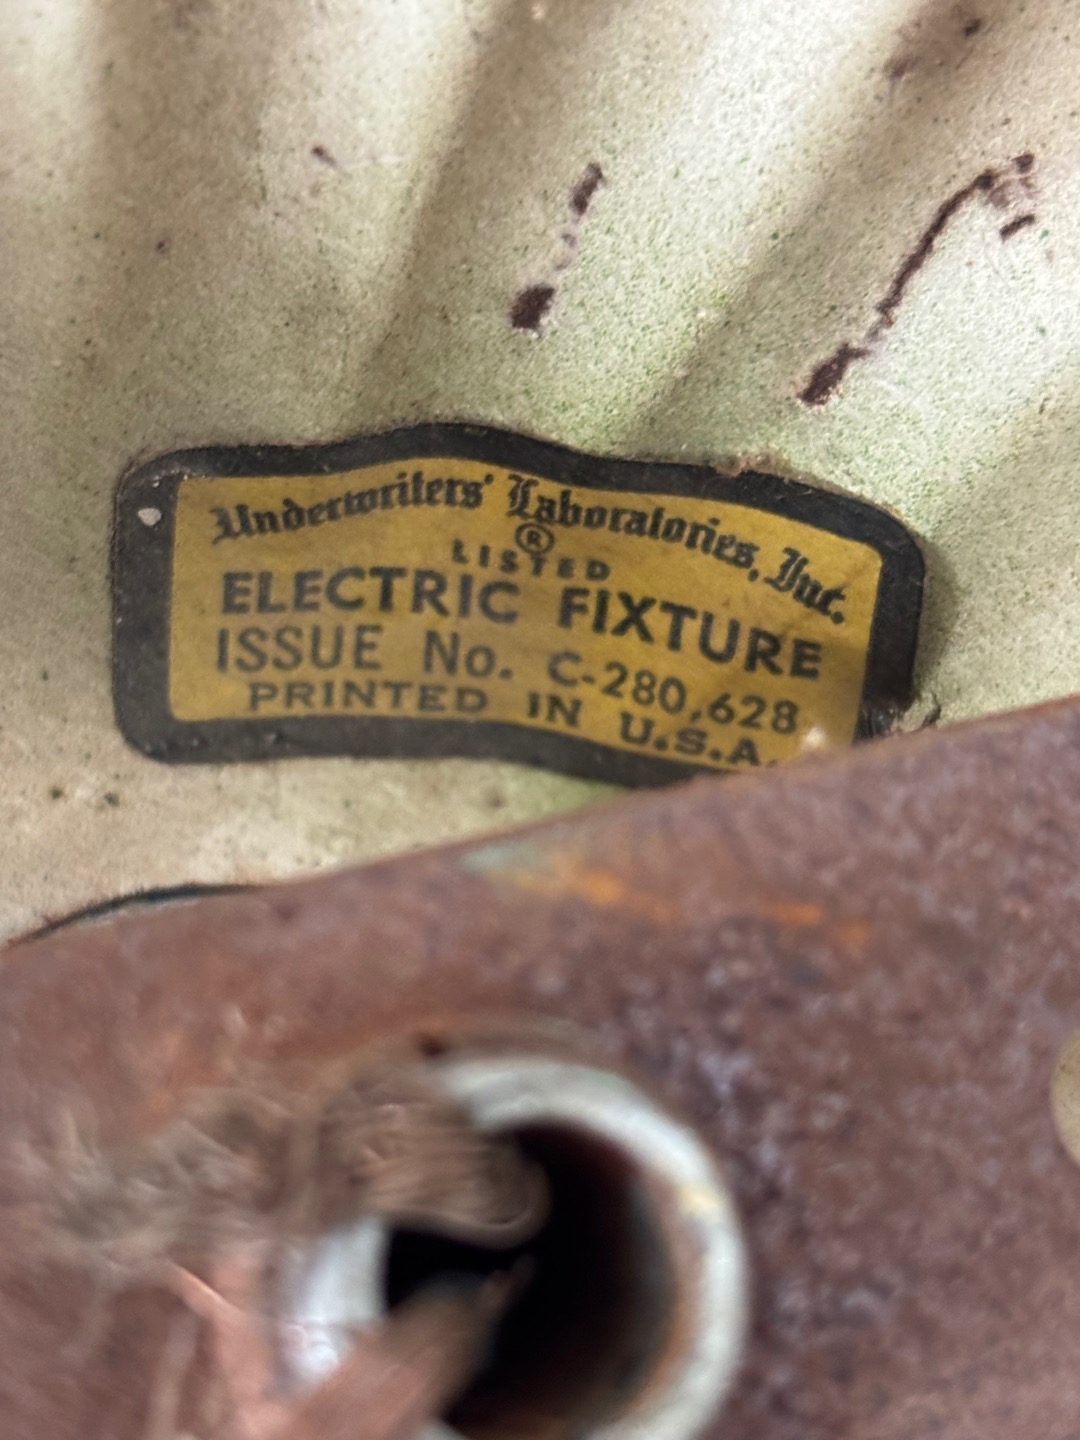 Underwriters' Laboratories, Inc.
®
LISTED
ELECTRIC FIXTURE
ISSUE No. C-280,628
PRINTED IN U.S.A.